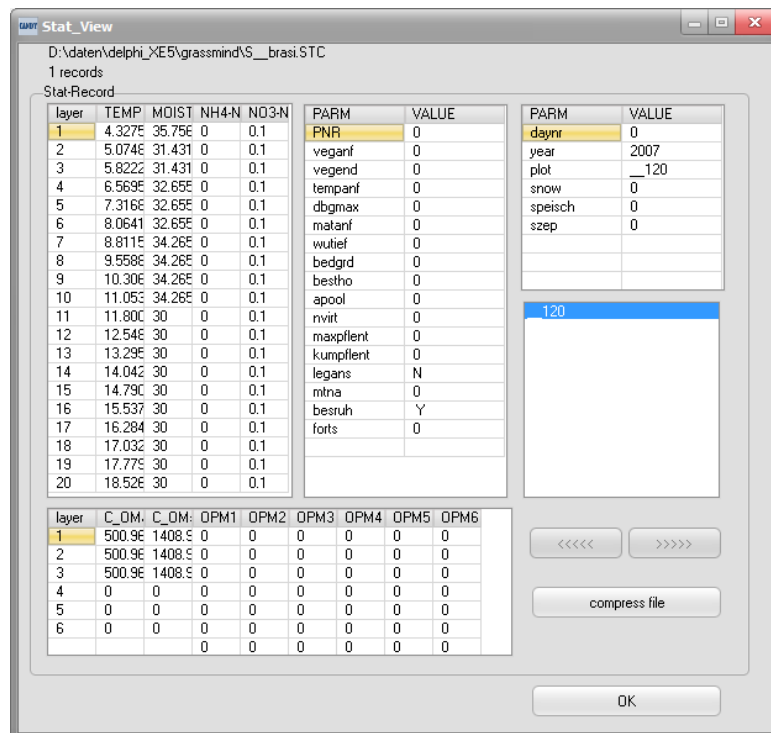 CANDY Stat_View
D:\daten\delphi_XE5\grassmind\S__brasi.STC
1 records
Stat-Record
layer TEMP MOIST NH4-N NO3-N
1 4.3275 35.756 0 0.1
2 5.0748 31.431 0 0.1
3 5.8222 31.431 0 0.1
4 6.5695 32.655 0 0.1
5 7.3168 32.655 0 0.1
6 8.0641 32.655 0 0.1
7 8.8115 34.265 0 0.1
8 9.5588 34.265 0 0.1
9 10.306 34.265 0 0.1
10 11.053 34.265 0 0.1
11 11.800 30 0 0.1
12 12.548 30 0 0.1
13 13.295 30 0 0.1
14 14.042 30 0 0.1
15 14.790 30 0 0.1
16 15.537 30 0 0.1
17 16.284 30 0 0.1
18 17.032 30 0 0.1
19 17.779 30 0 0.1
20 18.526 30 0 0.1
PARM VALUE
PNR 0
veganf 0
vegend 0
tempanf 0
dbgmax 0
matanf 0
wutief 0
bedgrd 0
bestho 0
apool 0
nvirt 0
maxpflent 0
kumpflent 0
legans N
mtna 0
besruh Y
forts 0
PARM VALUE
daynr 0
year 2007
plot __120
snow 0
speisch 0
szep 0
__120
layer C_OM C_OM OPM1 OPM2 OPM3 OPM4 OPM5 OPM6
1 500.96 1408.9 0 0 0 0 0 0
2 500.96 1408.9 0 0 0 0 0 0
3 500.96 1408.9 0 0 0 0 0 0
4 0 0 0 0 0 0 0 0
5 0 0 0 0 0 0 0 0
6 0 0 0 0 0 0 0 0
0 0 0 0 0 0
<<<<< >>>>>
compress file
OK